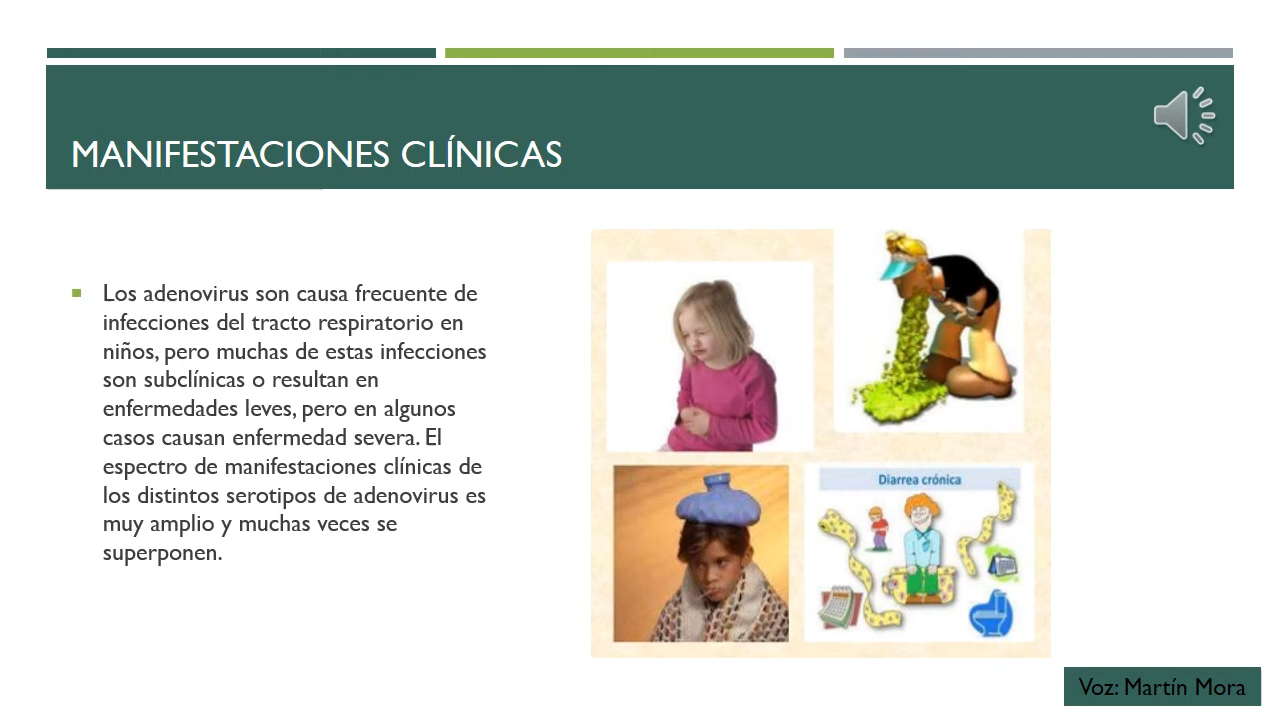 MANIFESTACIONES CLÍNICAS
Los adenovirus son causa frecuente de
infecciones del tracto respiratorio en
niños, pero muchas de estas infecciones
son subclínicas o resultan en
enfermedades leves, pero en algunos
casos causan enfermedad severa. El
espectro de manifestaciones clínicas de
los distintos serotipos de adenovirus es
muy amplio y muchas veces se
superponen.
Diarrea crónica
Voz: Martín Mora